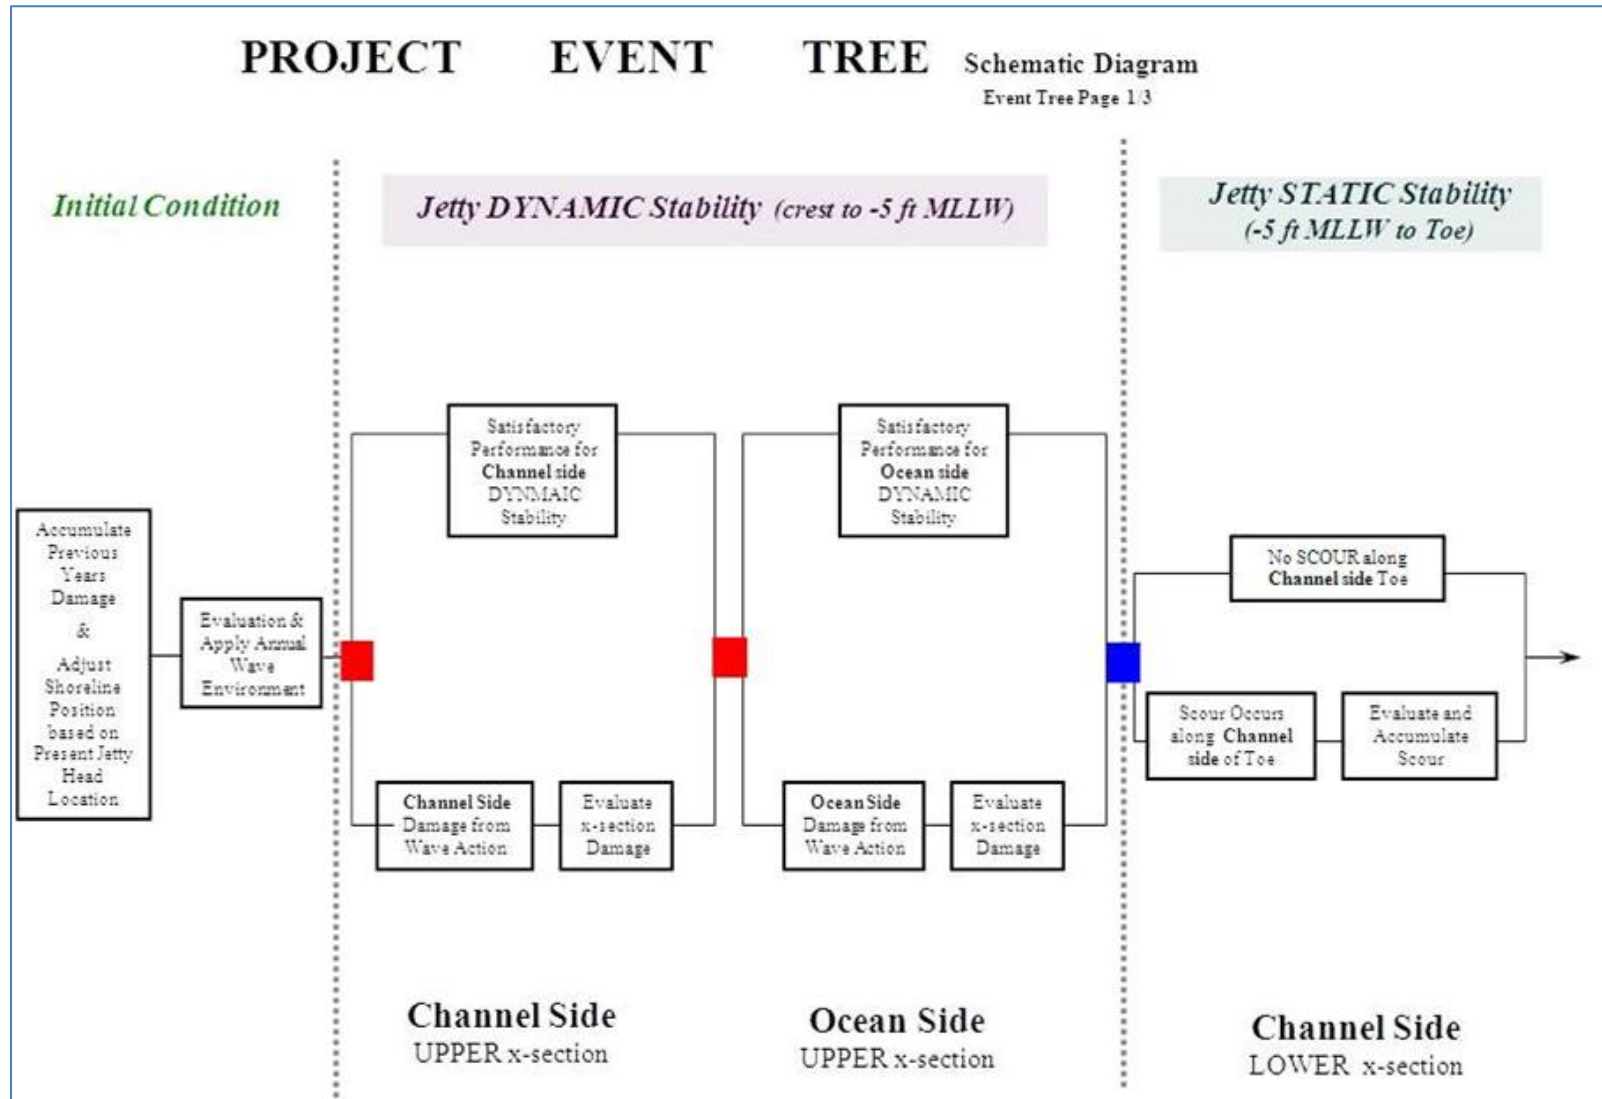 PROJECT EVENT TREE Schematic Diagram
Event Tree Page 1/3
Initial Condition
Jetty DYNAMIC Stability (crest to -5 ft MLLW)
Jetty STATIC Stability
(-5 ft MLLW to Toe)
Accumulate
Previous
Years
Damage
&
Adjust
Shoreline
Position
based on
Present Jetty
Head
Location
Evaluation &
Apply Annual
Wave
Environment
Satisfactory
Performance for
Channel side
DYNMAIC
Stability
Channel Side
Damage from
Wave Action
Evaluate
x-section
Damage
Satisfactory
Performance for
Ocean side
DYNAMIC
Stability
Ocean Side
Damage from
Wave Action
Evaluate
x-section
Damage
No SCOUR along
Channel side Toe
Scour Occurs
along Channel
side of Toe
Evaluate and
Accumulate
Scour
Channel Side
UPPER x-section
Ocean Side
UPPER x-section
Channel Side
LOWER x-section